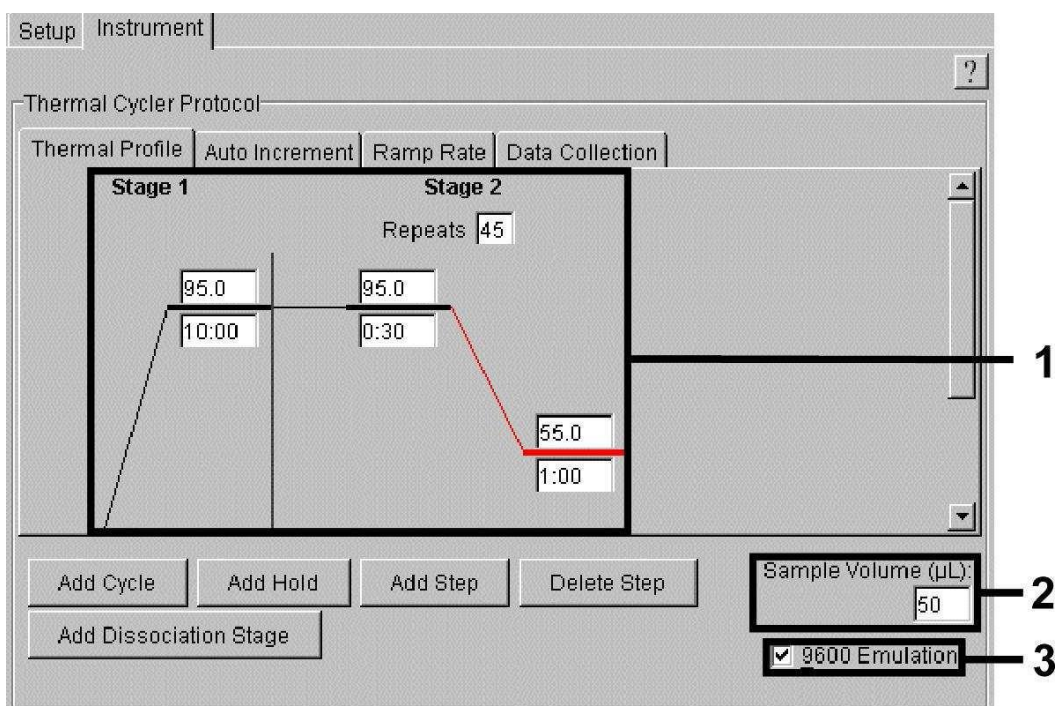 Setup Instrument
?
Thermal Cycler Protocol
Thermal Profile Auto Increment Ramp Rate Data Collection
Stage 1 Stage 2
Repeats 45
95.0 95.0
10:00 0:30
1
55.0
1:00
Add Cycle Add Hold Add Step Delete Step
Sample Volume (µL):
50
2
Add Dissociation Stage
9600 Emulation
3